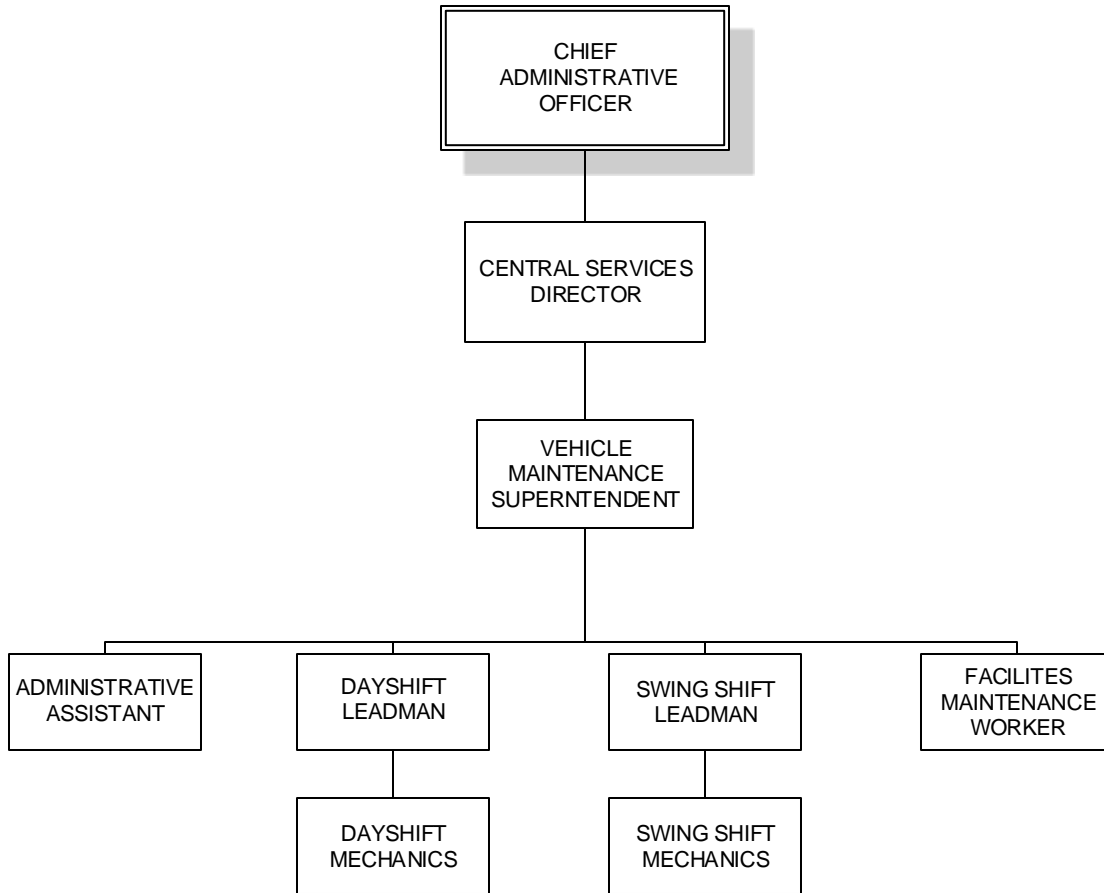 CHIEF
ADMINISTRATIVE
OFFICER
CENTRAL SERVICES
DIRECTOR
VEHICLE
MAINTENANCE
SUPERNTENDENT
ADMINISTRATIVE
ASSISTANT
DAYSHIFT
LEADMAN
SWING SHIFT
LEADMAN
FACILITES
MAINTENANCE
WORKER
DAYSHIFT
MECHANICS
SWING SHIFT
MECHANICS